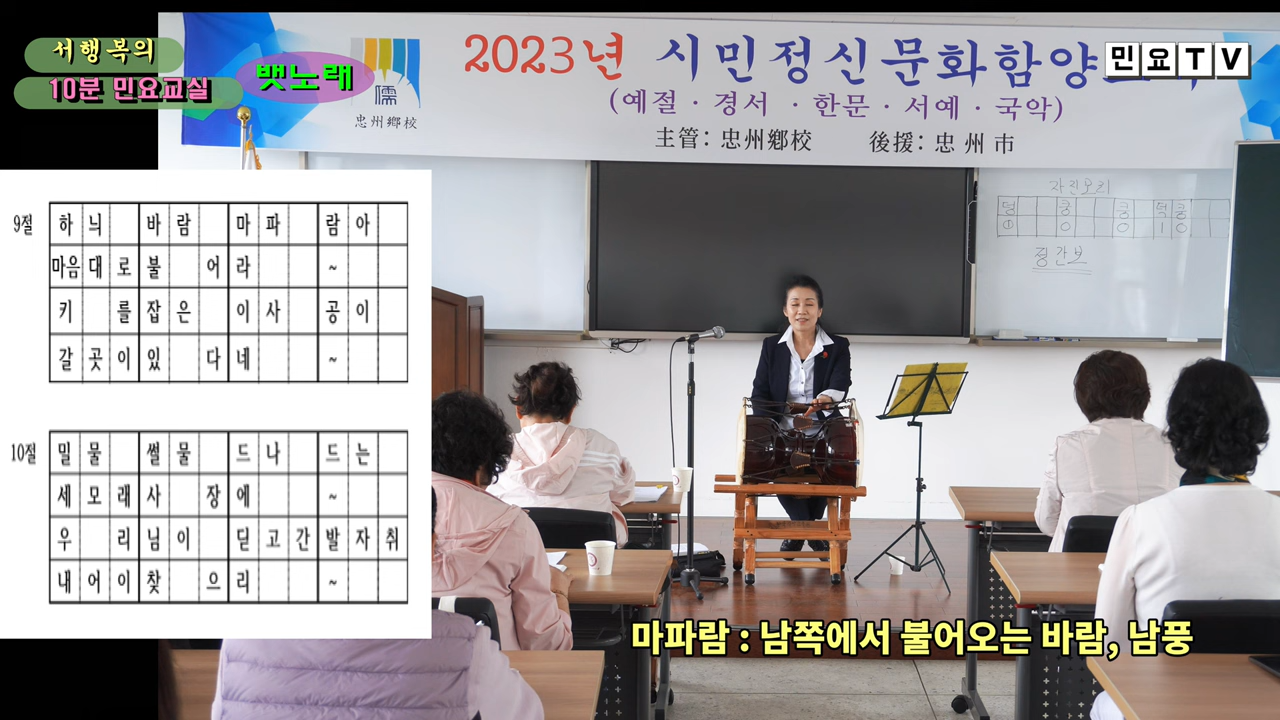 서행복의
10분 민요교실
뱃노래
儒
忠州鄕校
2023년 시민정신문화함양
민요TV
(예절 · 경서 · 한문 · 서예 · 국악)
主管: 忠州鄕校 後援: 忠州市
자진모리
덩 쿵 쿵 덕 쿵
정간보
9절
하 늬 바 람 마 파 람 아
마음 대 로 불 어 라 ~
키 를 잡 은 이 사 공 이
갈 곳 이 있 다 네 ~
10절
밀 물 썰 물 드 나 드 는
세 모 래 사 장 에 ~
우 리 님 이 딛 고 간 발 자 취
내 어 이 찾 으 리 ~
마파람 : 남쪽에서 불어오는 바람, 남풍